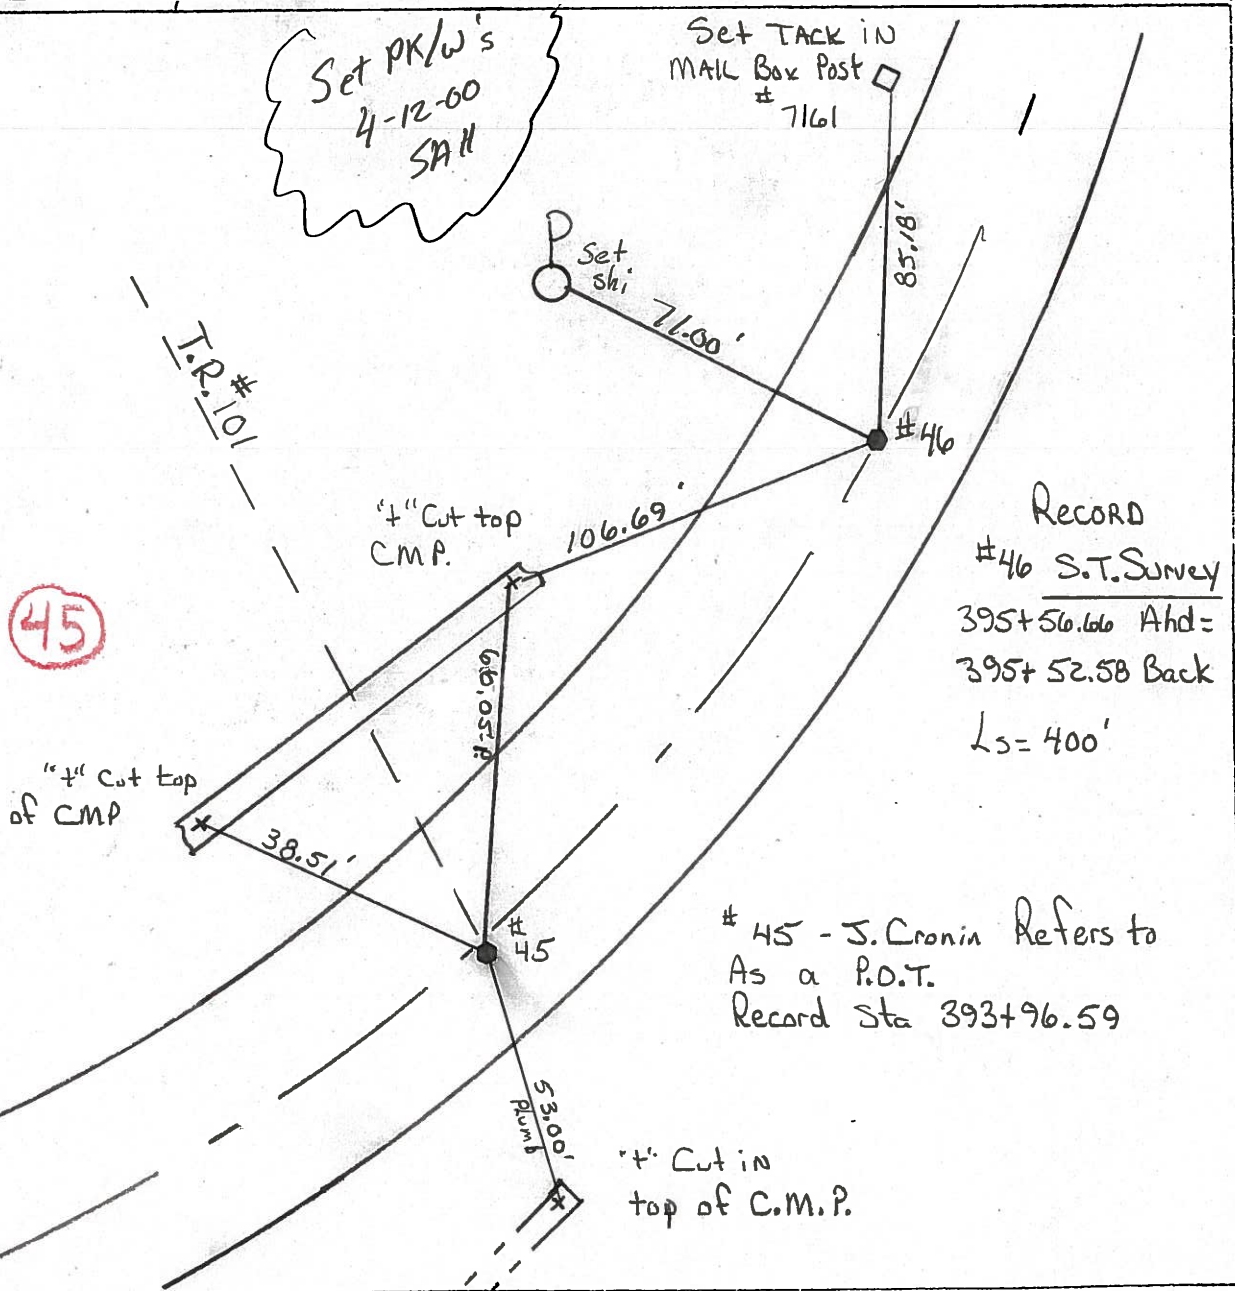 Set PK/W's
4-12-00
SAH
Set TACK iN
MAIL Box Post
# 7161
P
Set
shi
71.00'
85.18'
T.R.# 101
#46
"+" Cut top
CMP.
106.69'
RECORD
#46 S.T. Survey
395+56.66 Ahd=
395+52.58 Back
Ls= 400'
45
66.05'
"+" Cut top
of CMP
38.51'
#45
# 45 - J. Cronin Refers to
As a P.O.T.
Record Sta 393+96.59
53.00'
Plumb
"+" Cut iN
top of C.M.P.